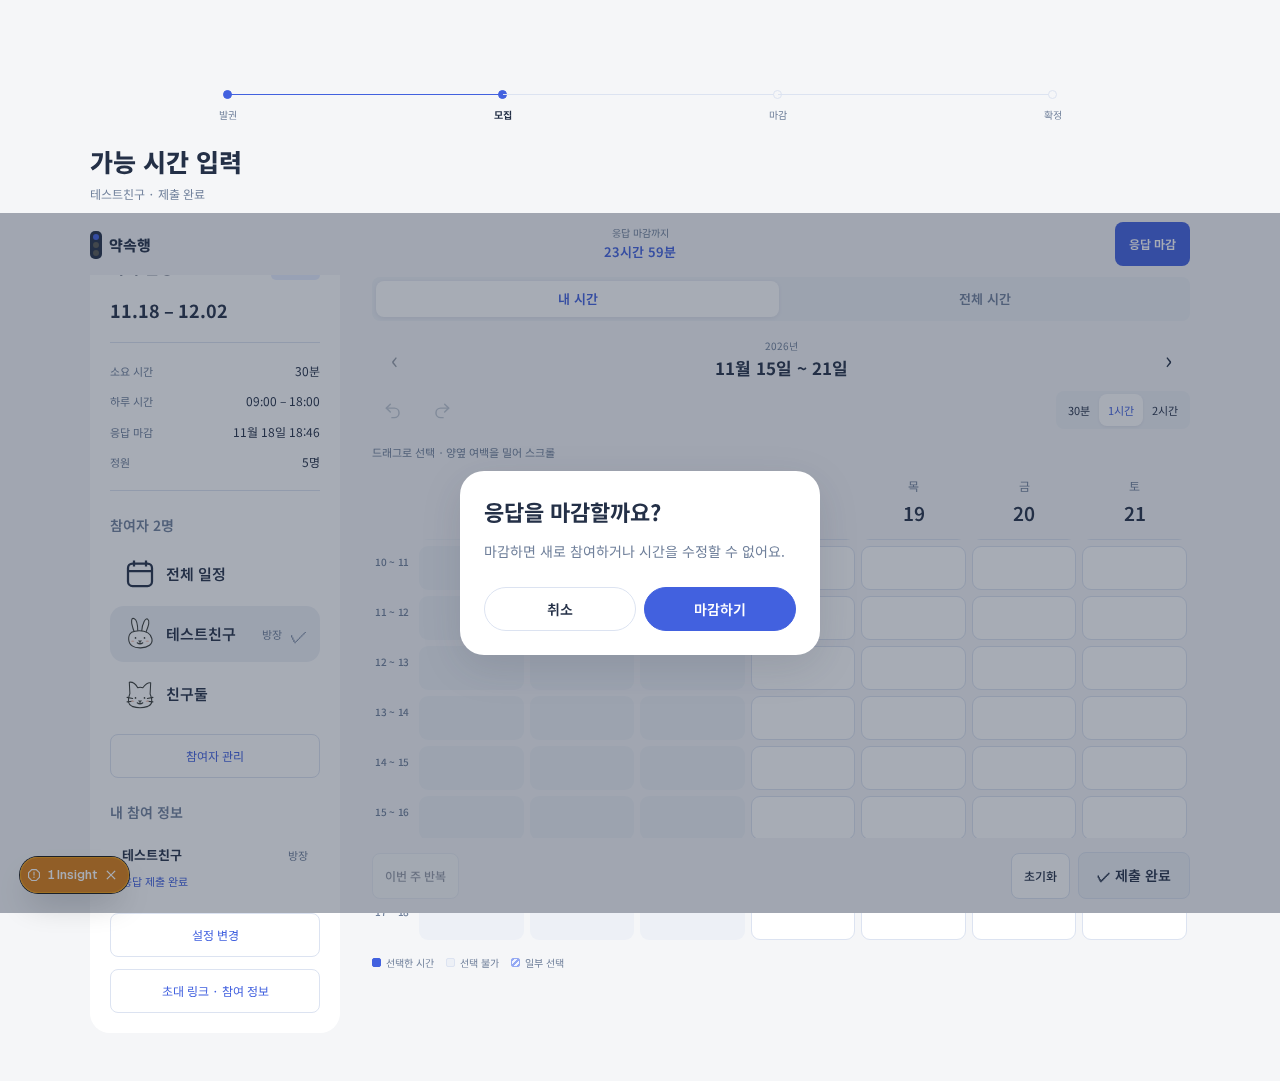 발권
모집
마감
확정
가능 시간 입력
테스트친구 · 제출 완료
약속행
응답 마감까지
23시간 59분
응답 마감
11.18 – 12.02
소요 시간
30분
하루 시간
09:00 – 18:00
응답 마감
11월 18일 18:46
정원
5명
참여자 2명
전체 일정
테스트친구
방장
친구둘
참여자 관리
내 참여 정보
테스트친구
방장
제출 완료
1 Insight
설정 변경
초대 링크 · 참여 정보
내 시간
전체 시간
2026년
11월 15일 ~ 21일
30분
1시간
2시간
드래그로 선택 · 양옆 여백을 밀어 스크롤
목
금
토
19
20
21
10 ~ 11
11 ~ 12
12 ~ 13
13 ~ 14
14 ~ 15
15 ~ 16
응답을 마감할까요?
마감하면 새로 참여하거나 시간을 수정할 수 없어요.
취소
마감하기
이번 주 반복
초기화
제출 완료
선택한 시간
선택 불가
일부 선택